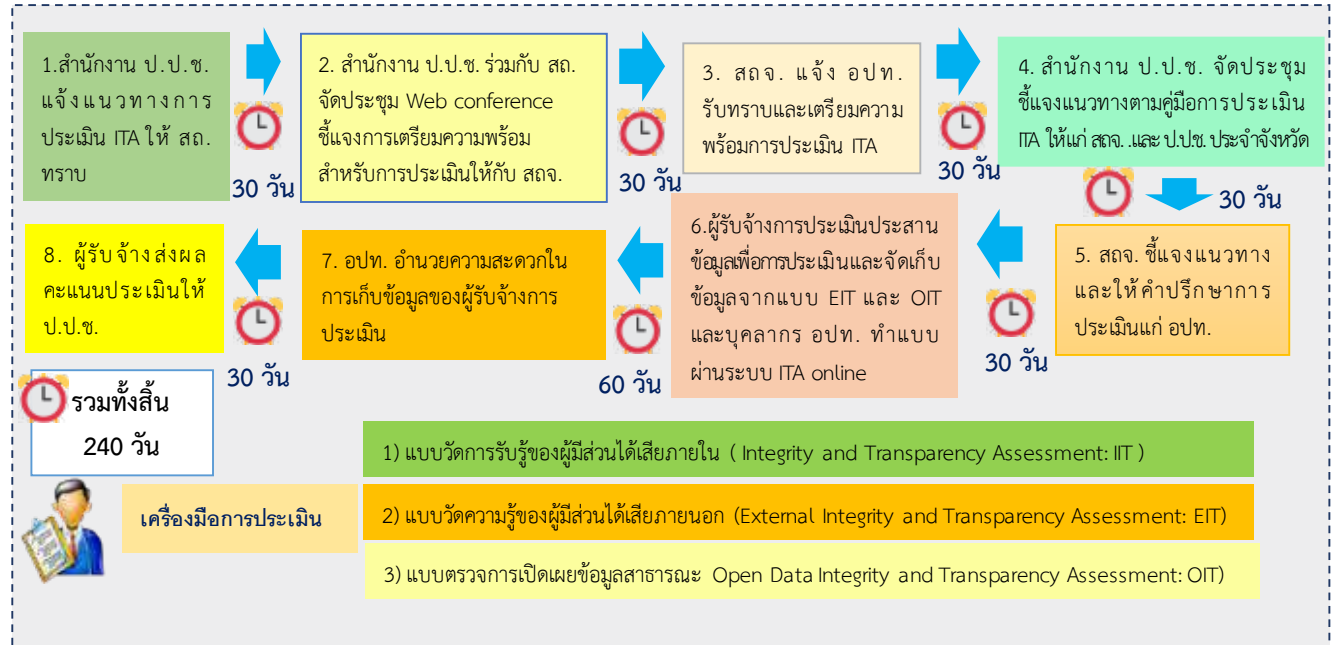 1.สำนักงาน ป.ป.ช.
แจ้งแนวทางการ
ประเมิน ITA ให้ สถ.
ทราบ
30 วัน
2. สำนักงาน ป.ป.ช. ร่วมกับ สถ.
จัดประชุม Web conference
ชี้แจงการเตรียมความพร้อม
สำหรับการประเมินให้กับ สถจ.
30 วัน
3. สถจ. แจ้ง อปท.
รับทราบและเตรียมความ
พร้อมการประเมิน ITA
30 วัน
4. สำนักงาน ป.ป.ช. จัดประชุม
ชี้แจงแนวทางตามคู่มือการประเมิน
ITA ให้แก่ สถจ. .และ ป.ป.ช. ประจำจังหวัด
30 วัน
5. สถจ. ชี้แจงแนวทาง
และให้คำปรึกษาการ
ประเมินแก่ อปท.
30 วัน
6.ผู้รับจ้างการประเมินประสาน
ข้อมูลเพื่อการประเมินและจัดเก็บ
ข้อมูลจากแบบ EIT และ OIT
และบุคลากร อปท. ทำแบบ
ผ่านระบบ ITA online
60 วัน
7. อปท. อำนวยความสะดวกใน
การเก็บข้อมูลของผู้รับจ้างการ
ประเมิน
30 วัน
8. ผู้รับจ้างส่งผล
คะแนนประเมินให้
ป.ป.ช.
รวมทั้งสิ้น
240 วัน
เครื่องมือการประเมิน
1) แบบวัดการรับรู้ของผู้มีส่วนได้เสียภายใน ( Integrity and Transparency Assessment: IIT )
2) แบบวัดความรู้ของผู้มีส่วนได้เสียภายนอก (External Integrity and Transparency Assessment: EIT)
3) แบบตรวจการเปิดเผยข้อมูลสาธารณะ Open Data Integrity and Transparency Assessment: OIT)